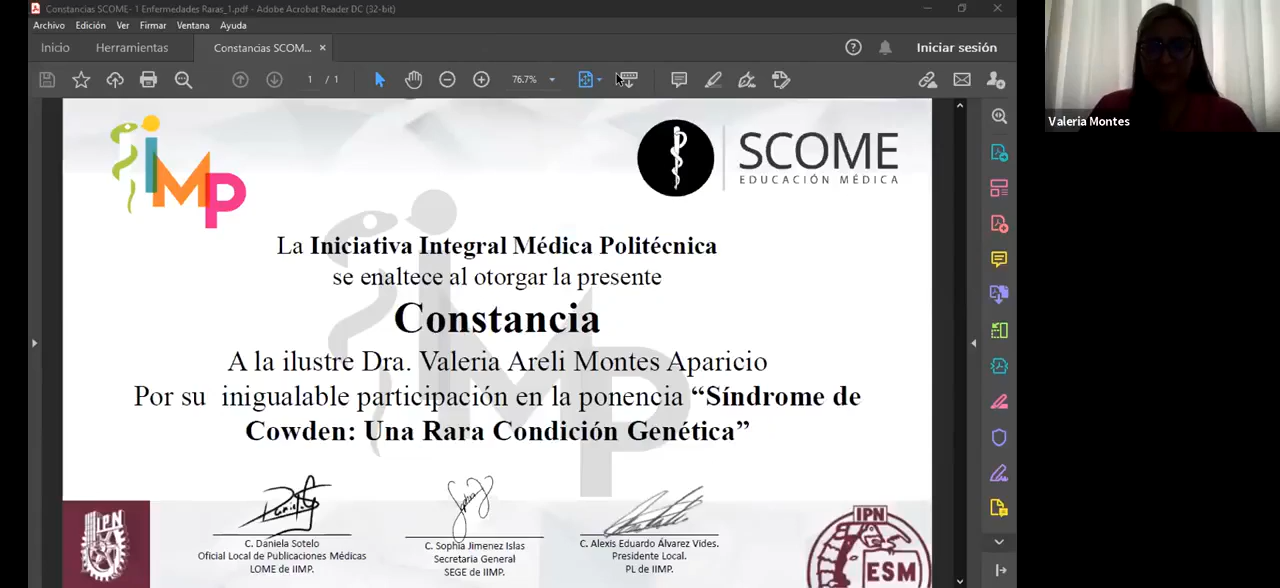 Constancias SCOME- 1 Enfermedades Raras_1.pdf - Adobe Acrobat Reader DC (32-bit)
Archivo Edición Ver Firmar Ventana Ayuda
Inicio Herramientas Constancias SCOM... × Iniciar sesión
1 / 1 76.7%
Valeria Montes
iMP
SCOME
EDUCACIÓN MÉDICA
La Iniciativa Integral Médica Politécnica
se enaltece al otorgar la presente
Constancia
A la ilustre Dra. Valeria Areli Montes Aparicio
Por su inigualable participación en la ponencia “Síndrome de
Cowden: Una Rara Condición Genética”
C. Daniela Sotelo
Oficial Local de Publicaciones Médicas
LOME de IIMP.
C. Sophia Jimenez Islas
Secretaria General
SEGE de IIMP.
C. Alexis Eduardo Álvarez Vides.
Presidente Local.
PL de IIMP.
IPN
IPN
ESM